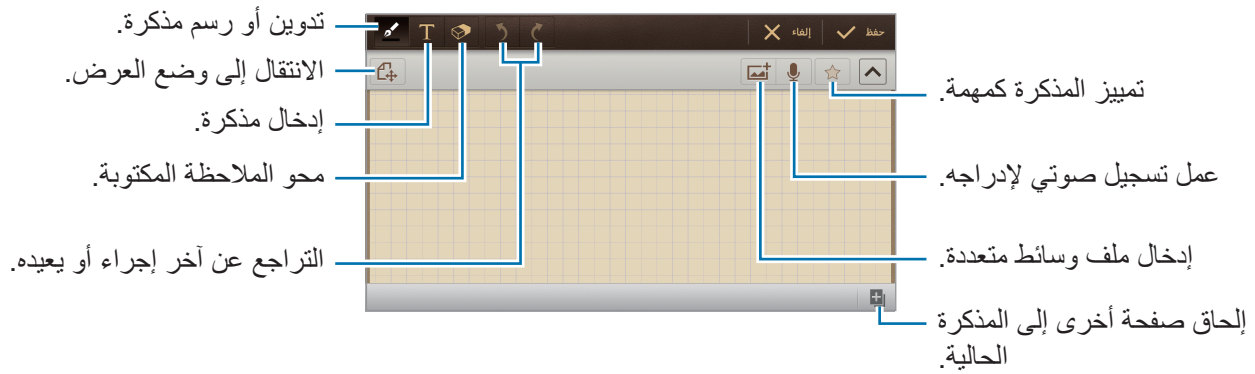 تدوين أو رسم مذكرة.
الانتقال إلى وضع العرض.
إدخال مذكرة.
محو الملاحظة المكتوبة.
التراجع عن آخر إجراء أو يعيده.
T
إلغاء
حفظ
تمييز المذكرة كمهمة.
عمل تسجيل صوتي لإدراجه.
إدخال ملف وسائط متعددة.
إلحاق صفحة أخرى إلى المذكرة
الحالية.